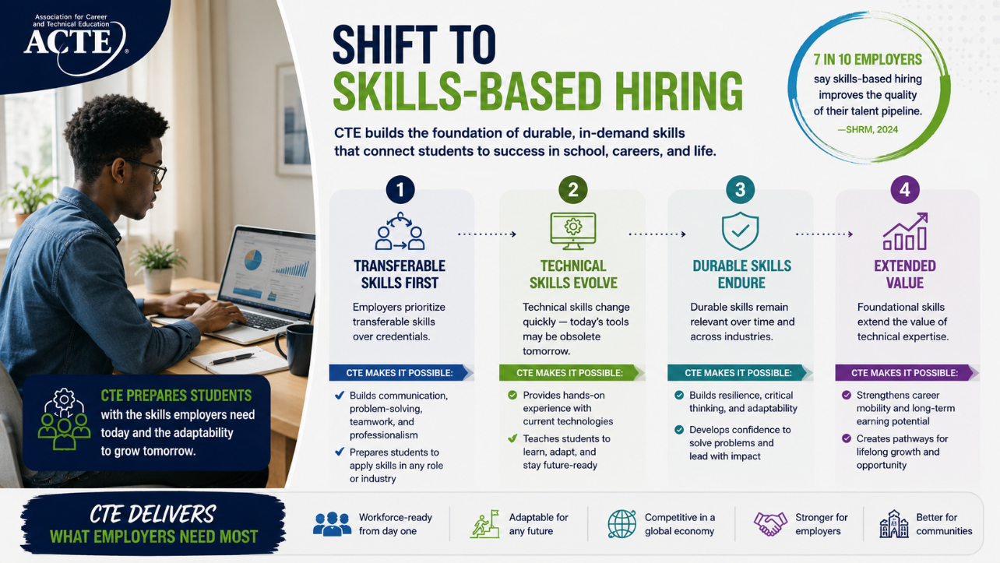 Association for Career
and Technical Education
ACTE®
SHIFT TO
SKILLS-BASED HIRING
CTE builds the foundation of durable, in-demand skills
that connect students to success in school, careers, and life.
7 IN 10 EMPLOYERS
say skills-based hiring
improves the quality
of their talent pipeline.
—SHRM, 2024
1
TRANSFERABLE
SKILLS FIRST
Employers prioritize
transferable skills
over credentials.
CTE MAKES IT POSSIBLE:
Builds communication,
problem-solving,
teamwork, and
professionalism
Prepares students to
apply skills in any role
or industry
2
TECHNICAL
SKILLS EVOLVE
Technical skills change
quickly — today's tools
may be obsolete
tomorrow.
CTE MAKES IT POSSIBLE:
Provides hands-on
experience with
current technologies
Teaches students to
learn, adapt, and
stay future-ready
3
DURABLE SKILLS
ENDURE
Durable skills remain
relevant over time and
across industries.
CTE MAKES IT POSSIBLE:
Builds resilience, critical
thinking, and adaptability
Develops confidence to
solve problems and
lead with impact
4
EXTENDED
VALUE
Foundational skills
extend the value of
technical expertise.
CTE MAKES IT POSSIBLE:
Strengthens career
mobility and long-term
earning potential
Creates pathways for
lifelong growth and
opportunity
CTE PREPARES STUDENTS
with the skills employers need
today and the adaptability
to grow tomorrow.
CTE DELIVERS
WHAT EMPLOYERS NEED MOST
Workforce-ready
from day one
Adaptable for
any future
Competitive in a
global economy
Stronger for
employers
Better for
communities